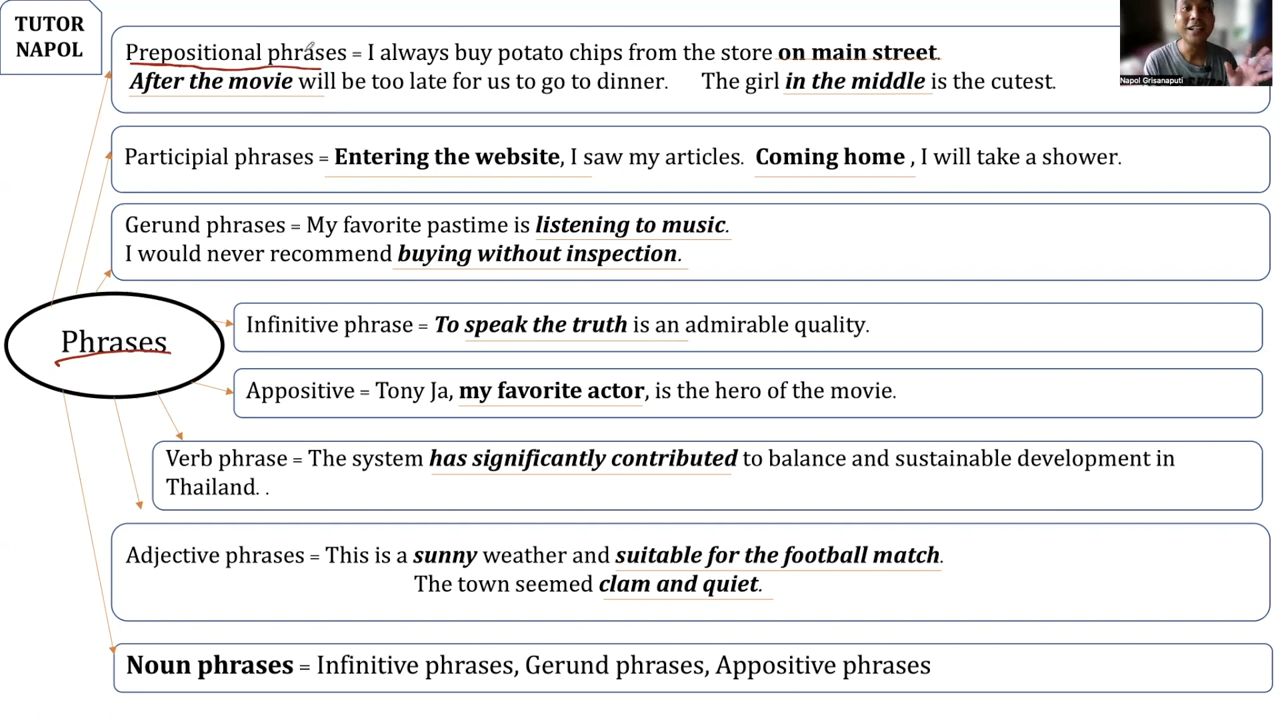 TUTOR
NAPOL
Prepositional phrases = I always buy potato chips from the store on main street.
After the movie will be too late for us to go to dinner. The girl in the middle is the cutest.
Napol Grisanaputi
Participial phrases = Entering the website, I saw my articles. Coming home , I will take a shower.
Gerund phrases = My favorite pastime is listening to music.
I would never recommend buying without inspection.
Phrases
Infinitive phrase = To speak the truth is an admirable quality.
Appositive = Tony Ja, my favorite actor, is the hero of the movie.
Verb phrase = The system has significantly contributed to balance and sustainable development in
Thailand. .
Adjective phrases = This is a sunny weather and suitable for the football match.
The town seemed clam and quiet.
Noun phrases = Infinitive phrases, Gerund phrases, Appositive phrases